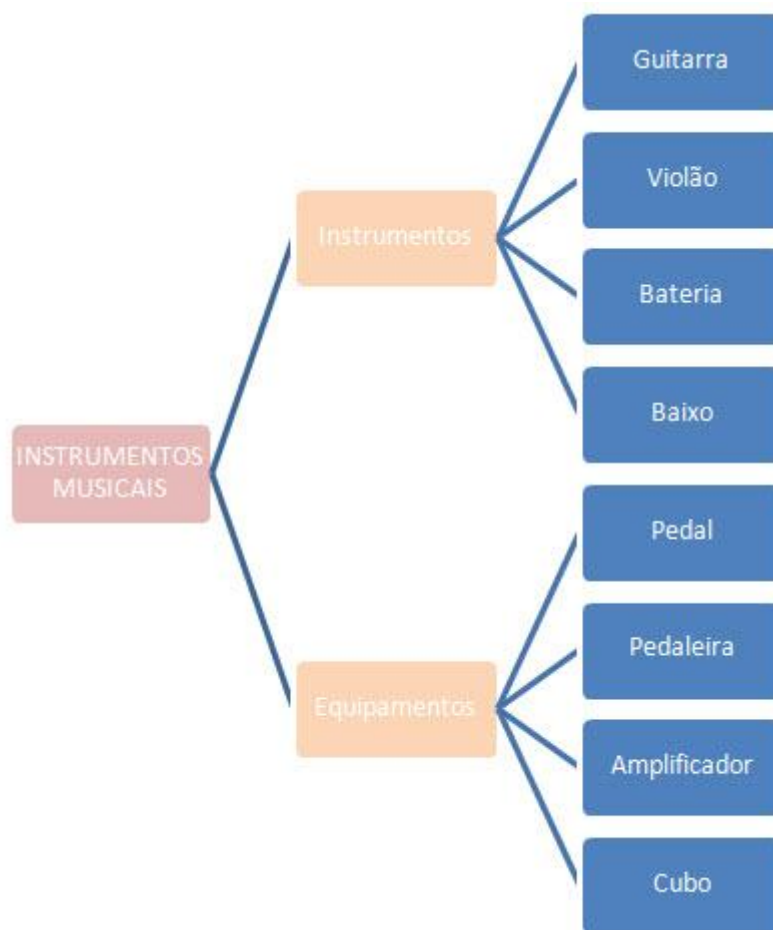 INSTRUMENTOS
MUSICAIS
Instrumentos
Guitarra
Violão
Bateria
Baixo
Equipamentos
Pedal
Pedaleira
Amplificador
Cubo